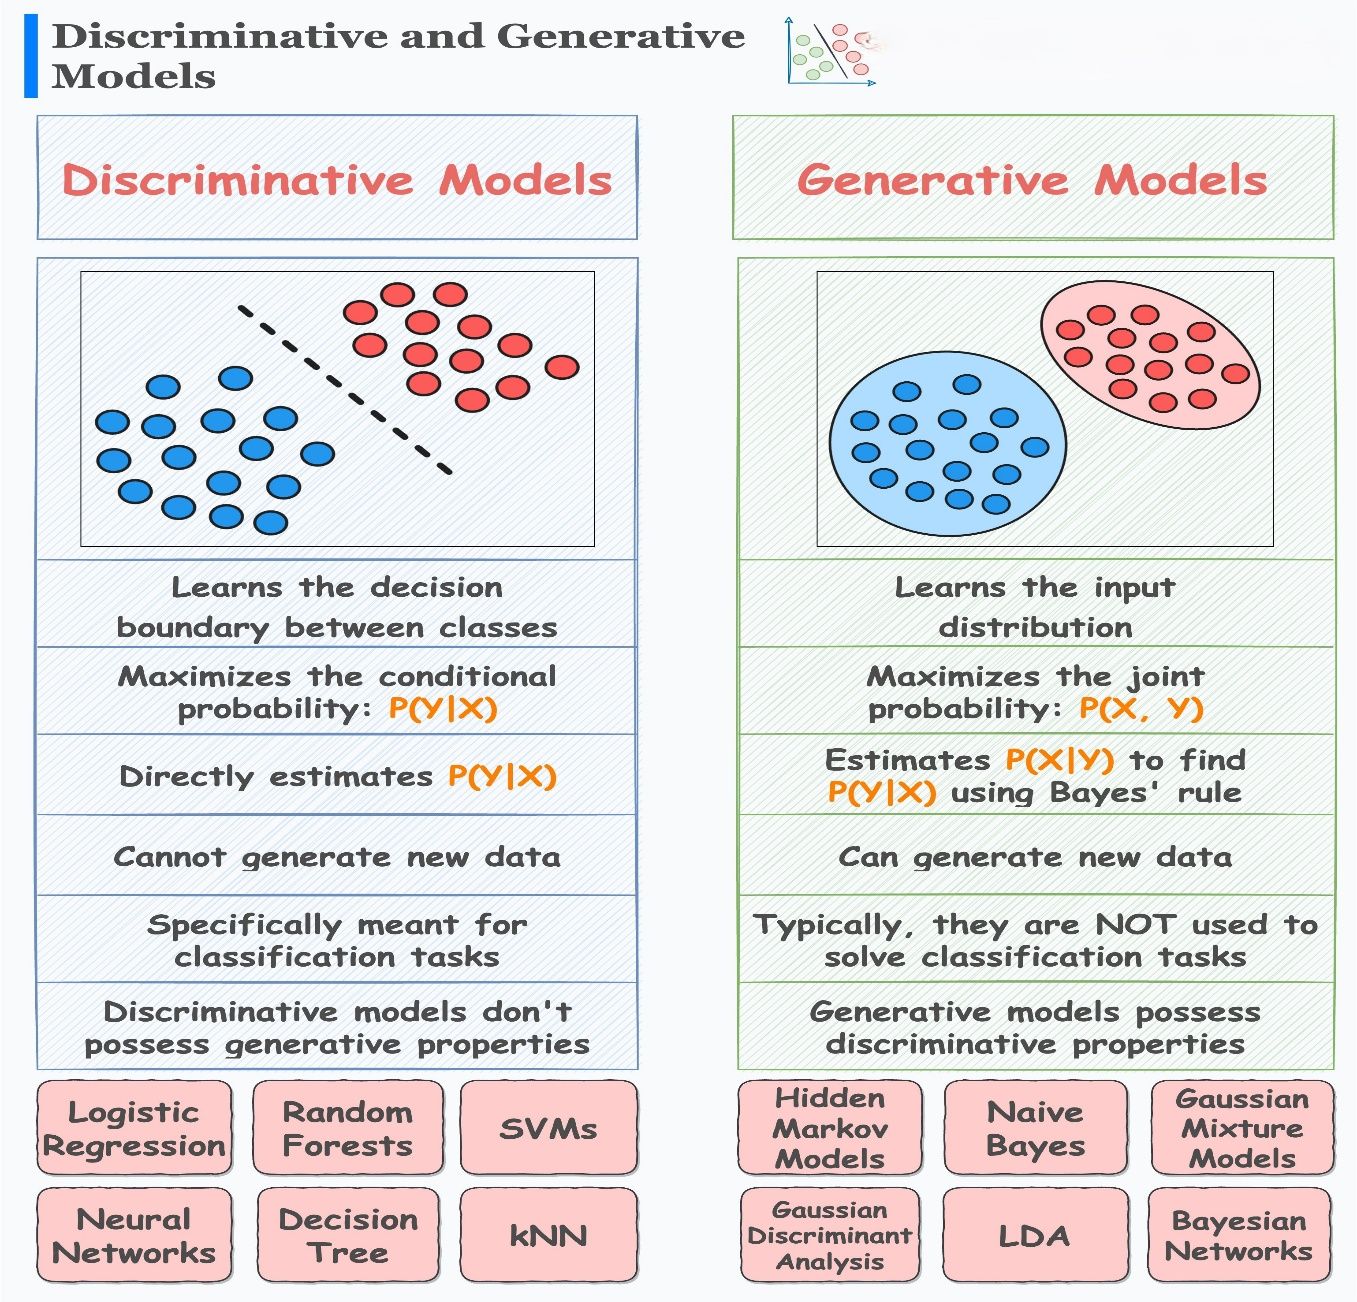 Discriminative and Generative
Models
Discriminative Models
Learns the decision
boundary between classes
Maximizes the conditional
probability: P(Y|X)
Directly estimates P(Y|X)
Cannot generate new data
Specifically meant for
classification tasks
Discriminative models don't
possess generative properties
Logistic
Regression
Random
Forests
SVMs
Neural
Networks
Decision
Tree
kNN
Generative Models
Learns the input
distribution
Maximizes the joint
probability: P(X, Y)
Estimates P(X|Y) to find
P(Y|X) using Bayes' rule
Can generate new data
Typically, they are NOT used to
solve classification tasks
Generative models possess
discriminative properties
Hidden
Markov
Models
Naive
Bayes
Gaussian
Mixture
Models
Gaussian
Discriminant
Analysis
LDA
Bayesian
Networks